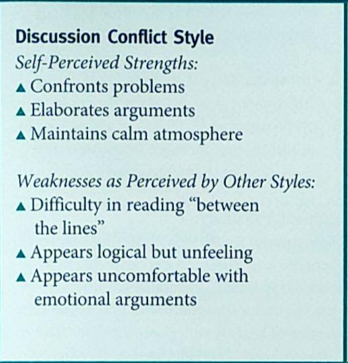 Discussion Conflict Style
Self-Perceived Strengths:
▲ Confronts problems
▲ Elaborates arguments
▲ Maintains calm atmosphere
Weaknesses as Perceived by Other Styles:
▲ Difficulty in reading “between
the lines”
▲ Appears logical but unfeeling
▲ Appears uncomfortable with
emotional arguments